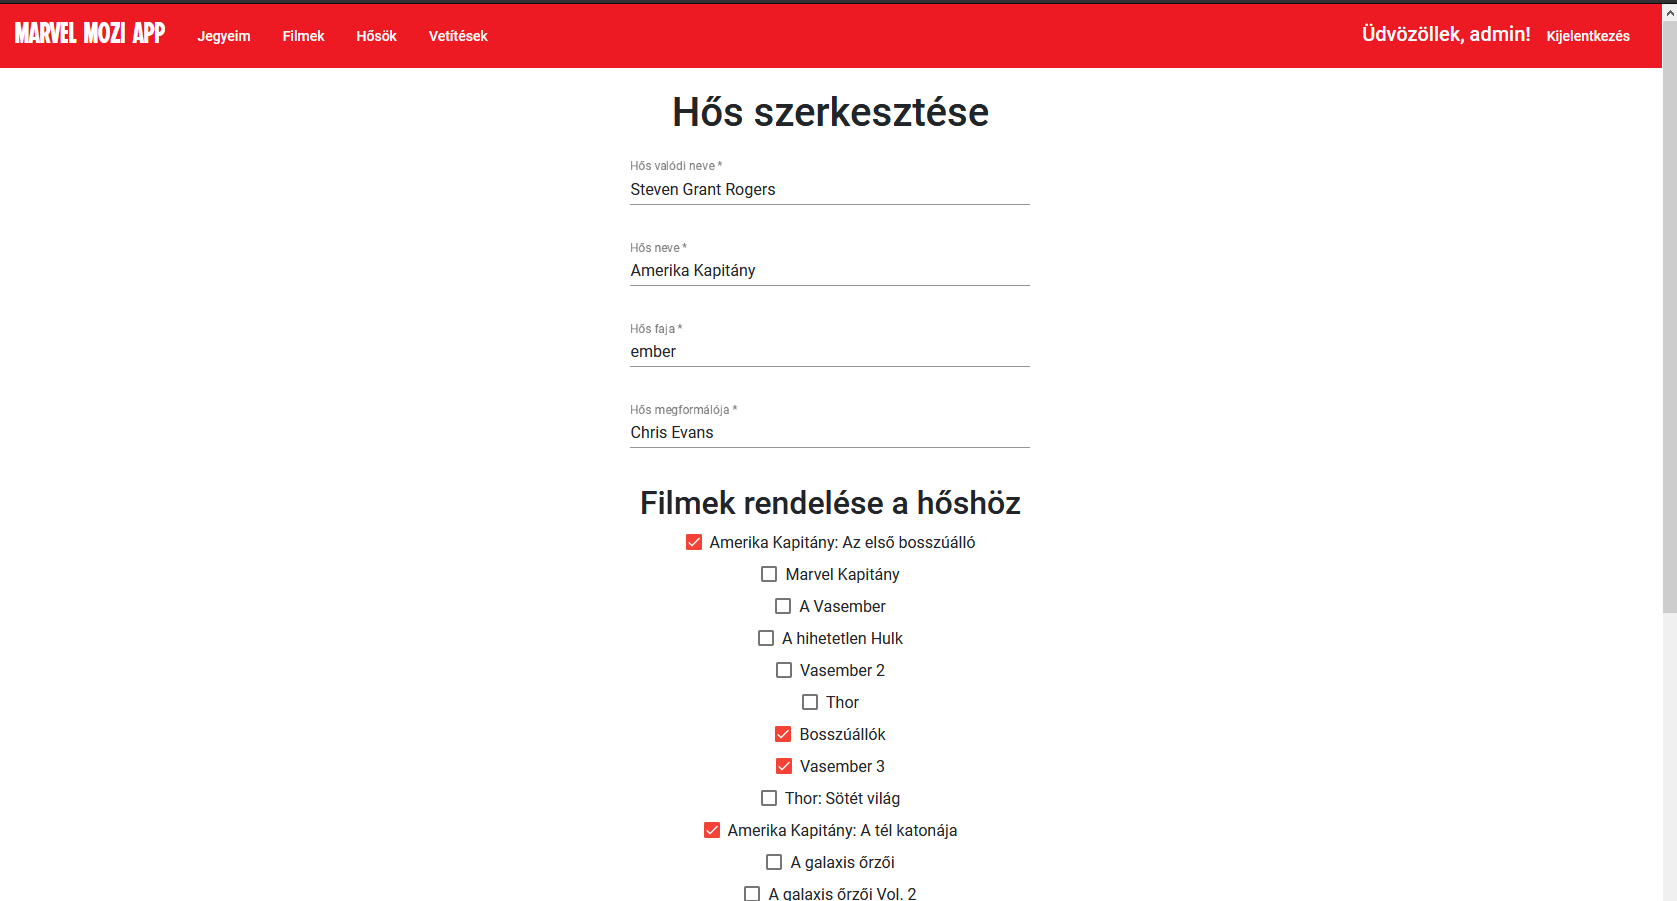 MARVEL MOZI APP Jegyeim Filmek Hősök Vetítések Üdvözöllek, admin! Kijelentkezés
Hős szerkesztése
Hős valódi neve *
Steven Grant Rogers
Hős neve *
Amerika Kapitány
Hős faja *
ember
Hős megformálója *
Chris Evans
Filmek rendelése a hőshöz
Amerika Kapitány: Az első bosszúálló
Marvel Kapitány
A Vasember
A hihetetlen Hulk
Vasember 2
Thor
Bosszúállók
Vasember 3
Thor: Sötét világ
Amerika Kapitány: A tél katonája
A galaxis őrzői
A galaxis őrzői Vol. 2